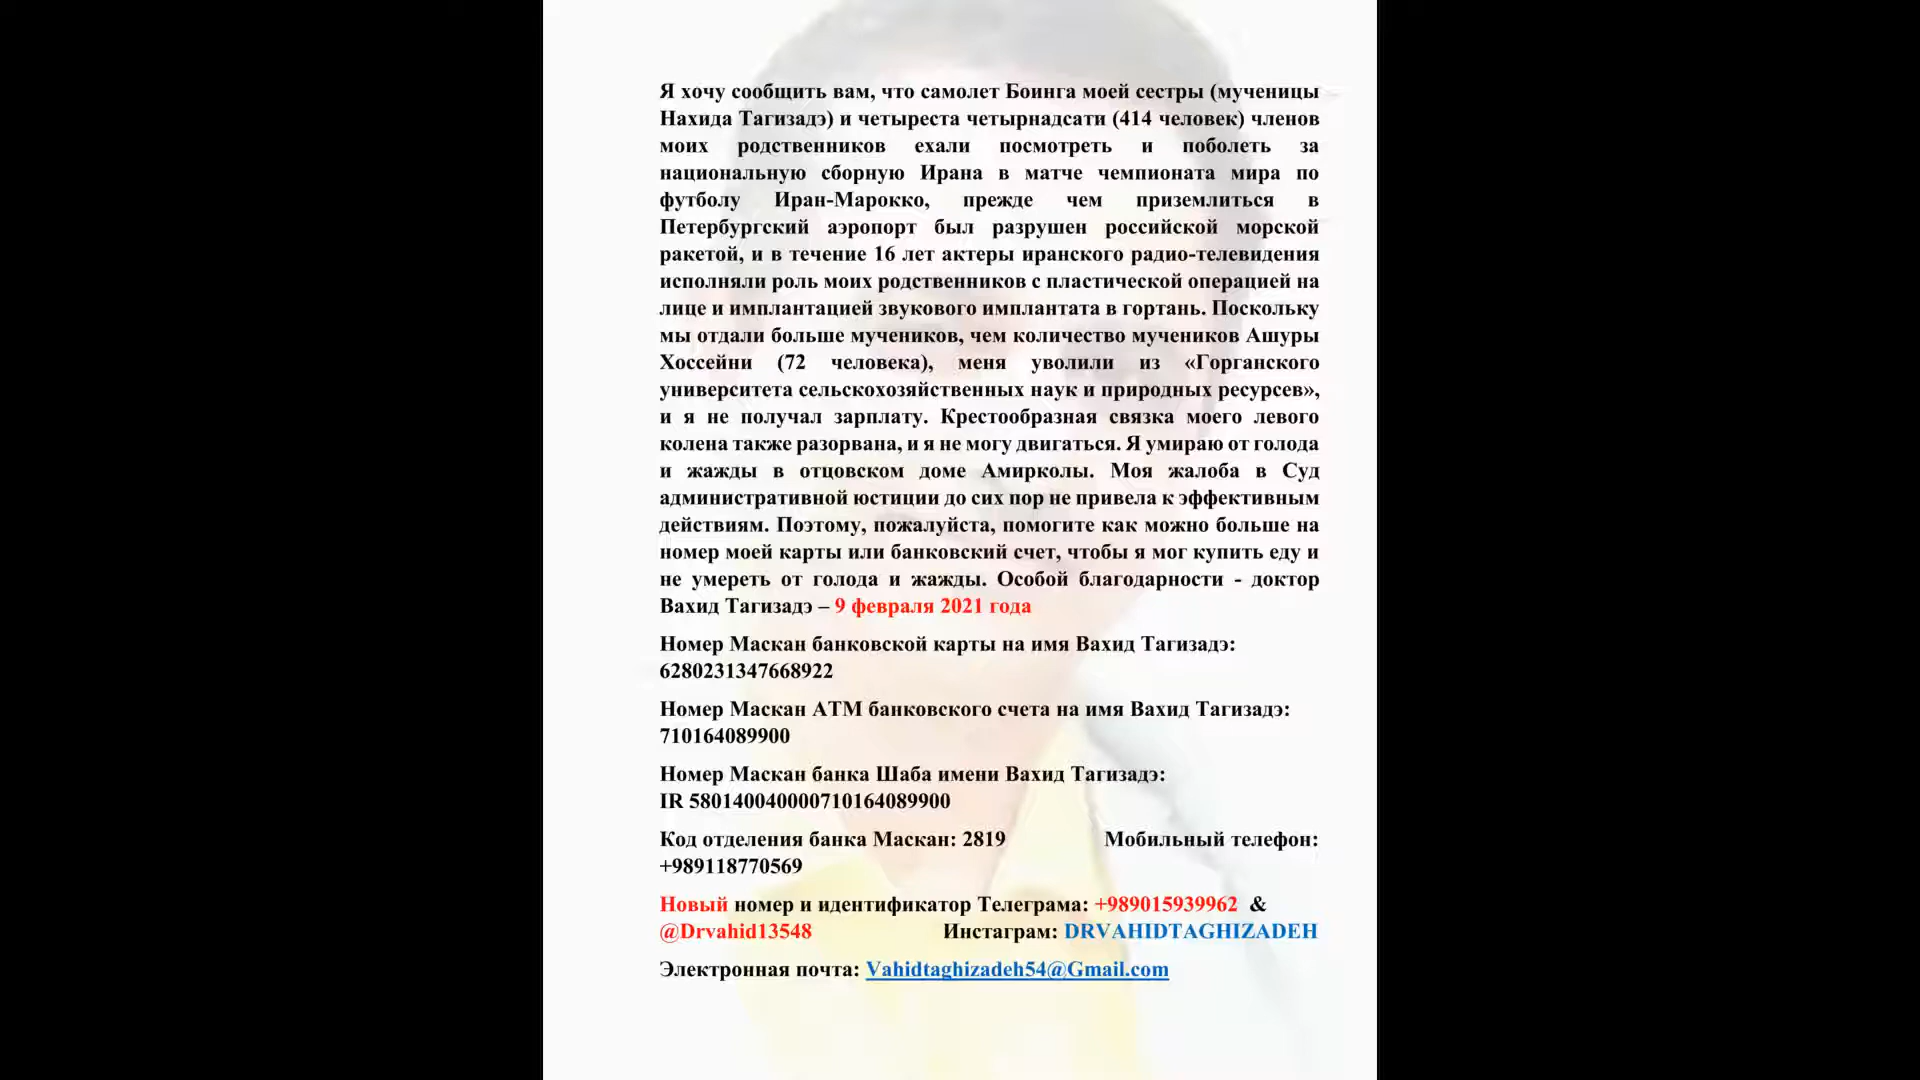 Я хочу сообщить вам, что самолет Боинга моей сестры (мученицы
Нахида Тагизадэ) и четыреста четырнадсати (414 человек) членов
моих родственников ехали посмотреть и поболеть за
национальную сборную Ирана в матче чемпионата мира по
футболу Иран-Марокко, прежде чем приземлиться в
Петербургский аэропорт был разрушен российской морской
ракетой, и в течение 16 лет актеры иранского радио-телевидения
исполняли роль моих родственников с пластической операцией на
лице и имплантацией звукового имплантата в гортань. Поскольку
мы отдали больше мучеников, чем количество мучеников Ашуры
Хоссейни (72 человека), меня уволили из «Горганского
университета сельскохозяйственных наук и природных ресурсев»,
и я не получал зарплату. Крестообразная связка моего левого
колена также разорвана, и я не могу двигаться. Я умираю от голода
и жажды в отцовском доме Амирколы. Моя жалоба в Суд
административной юстиции до сих пор не привела к эффективным
действиям. Поэтому, пожалуйста, помогите как можно больше на
номер моей карты или банковский счет, чтобы я мог купить еду и
не умереть от голода и жажды. Особой благодарности - доктор
Вахид Тагизадэ – 9 февраля 2021 года
Номер Маскан банковской карты на имя Вахид Тагизадэ:
6280231347668922
Номер Маскан АТМ банковского счета на имя Вахид Тагизадэ:
710164089900
Номер Маскан банка Шаба имени Вахид Тагизадэ:
IR 580140040000710164089900
Код отделения банка Маскан: 2819 Мобильный телефон:
+989118770569
Новый номер и идентификатор Телеграма: +989015939962 &
@Drvahid13548 Инстаграм: DRVAHIDTAGHIZADEH
Электронная почта: Vahidtaghizadeh54@Gmail.com